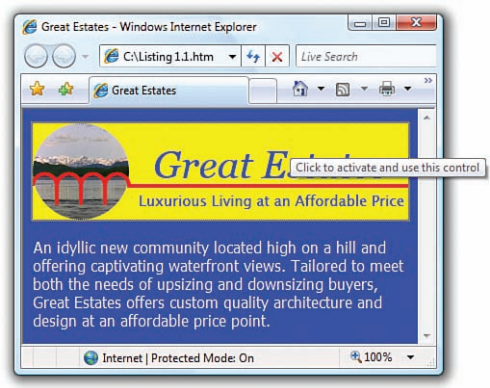 Great Estates - Windows Internet Explorer
C:\Listing 1.1.htm
Live Search
Great Estates
Great E
Click to activate and use this control
Luxurious Living at an Affordable Price
An idyllic new community located high on a hill and
offering captivating waterfront views. Tailored to meet
both the needs of upsizing and downsizing buyers,
Great Estates offers custom quality architecture and
design at an affordable price point.
Internet | Protected Mode: On
100%